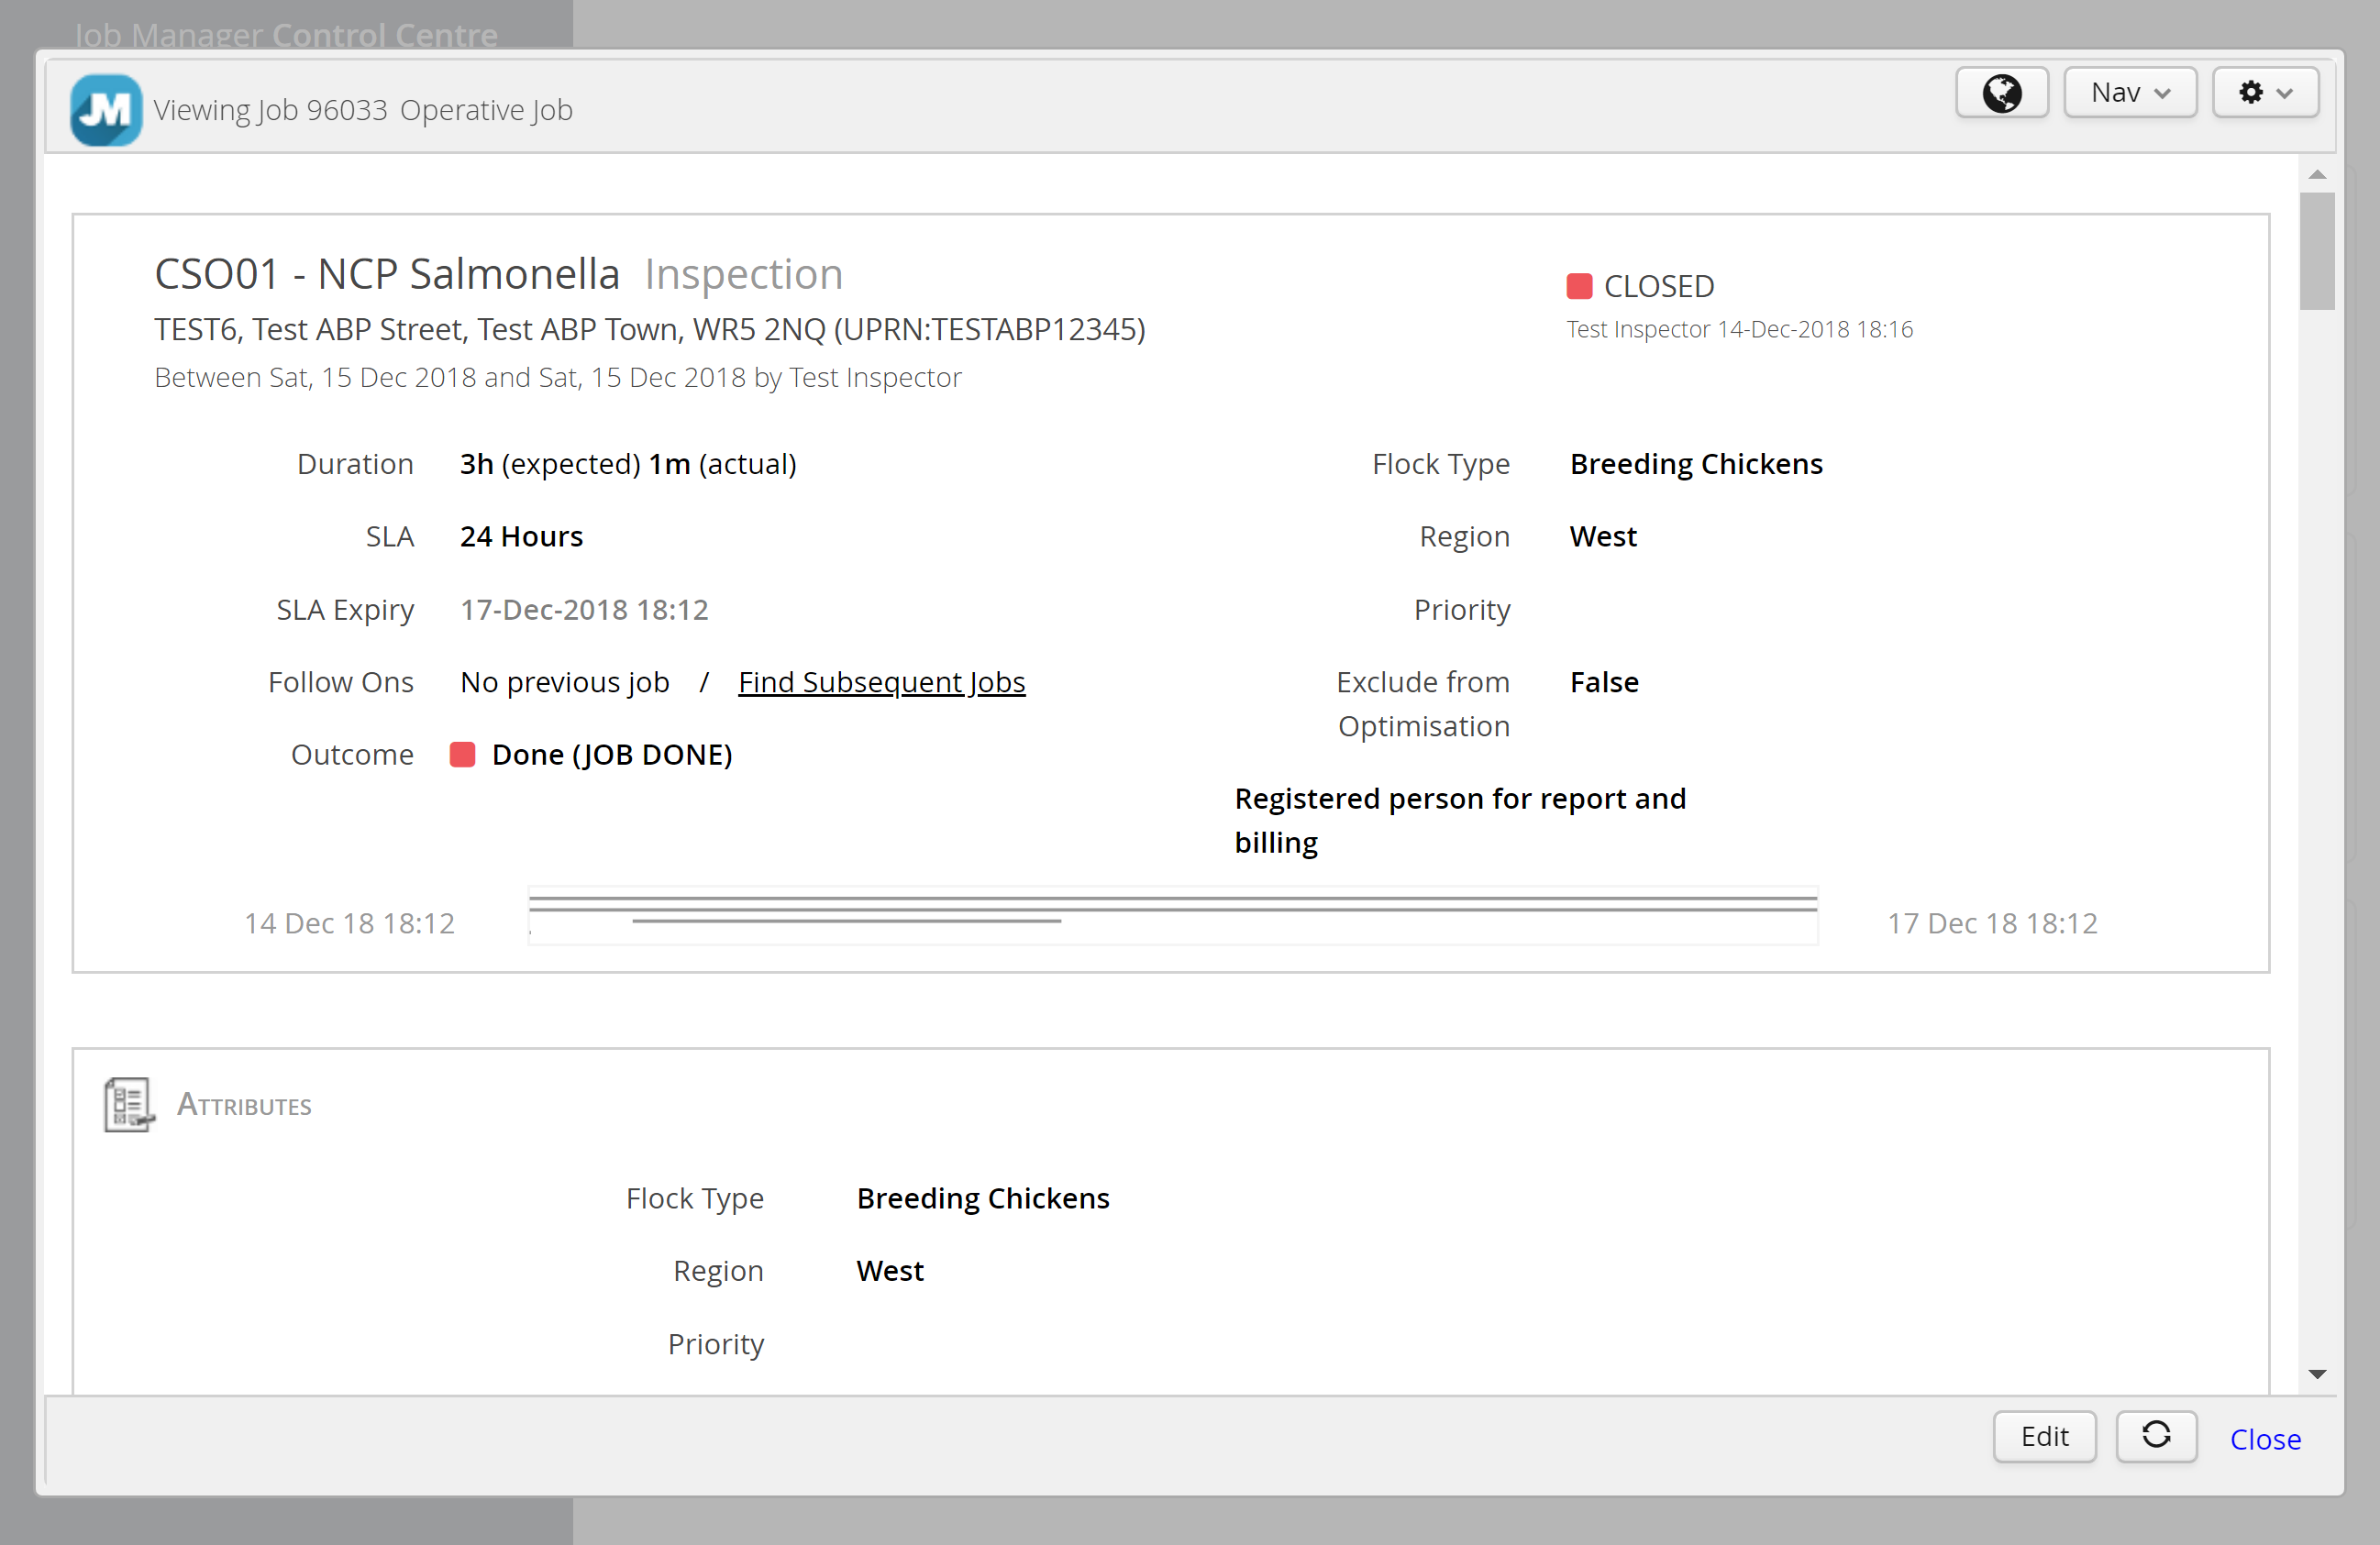 Job Manager Control Centre
JM
Viewing Job 96033 Operative Job
Nav
CSO01 - NCP Salmonella Inspection
CLOSED
TEST6, Test ABP Street, Test ABP Town, WR5 2NQ (UPRN:TESTABP12345)
Test Inspector 14-Dec-2018 18:16
Between Sat, 15 Dec 2018 and Sat, 15 Dec 2018 by Test Inspector
Duration 3h (expected) 1m (actual)
Flock Type Breeding Chickens
SLA 24 Hours
Region West
SLA Expiry 17-Dec-2018 18:12
Priority
Follow Ons No previous job / Find Subsequent Jobs
Exclude from False
Optimisation
Outcome Done (JOB DONE)
Registered person for report and
billing
14 Dec 18 18:12
17 Dec 18 18:12
Attributes
Flock Type Breeding Chickens
Region West
Priority
Edit
Close